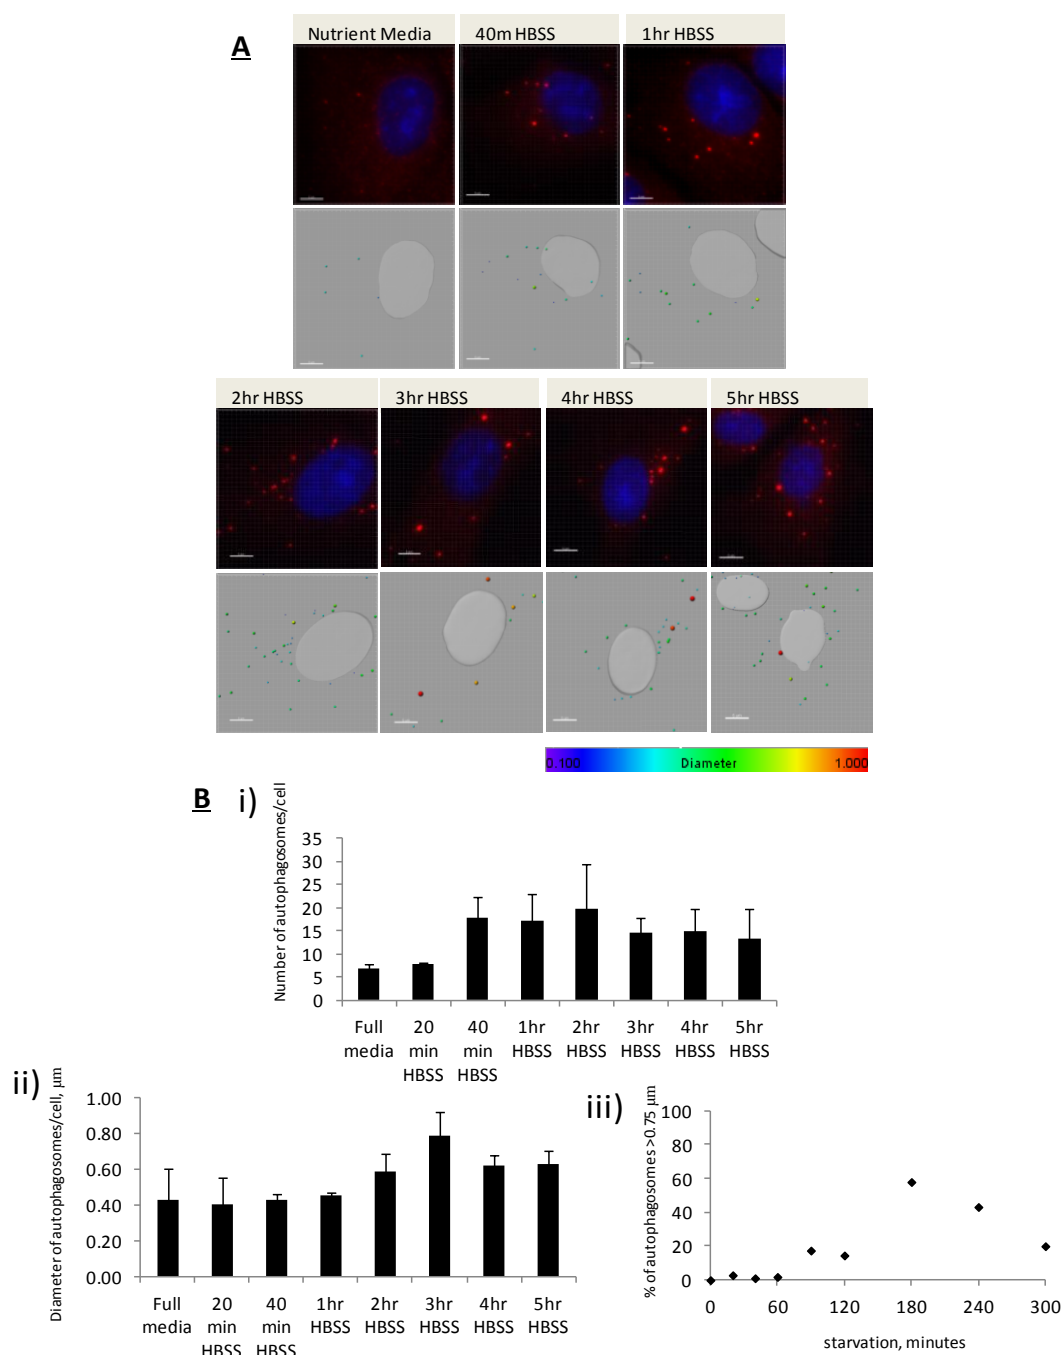 A
Nutrient Media 40m HBSS 1hr HBSS
2hr HBSS 3hr HBSS 4hr HBSS 5hr HBSS
0.100 Diameter 1.000
B i)
Number of autophagosomes/cell
35
30
25
20
15
10
5
0
Full 20 40 1hr 2hr 3hr 4hr 5hr
media min min HBSS HBSS HBSS HBSS HBSS
HBSS HBSS
ii)
Diameter of autophagosomes/cell, µm
1.00
0.80
0.60
0.40
0.20
0.00
Full 20 40 1hr 2hr 3hr 4hr 5hr
media min min HBSS HBSS HBSS HBSS HBSS
HBSS HBSS
iii)
% of autophagosomes >0.75 µm
100
80
60
40
20
0
0 60 120 180 240 300
starvation, minutes